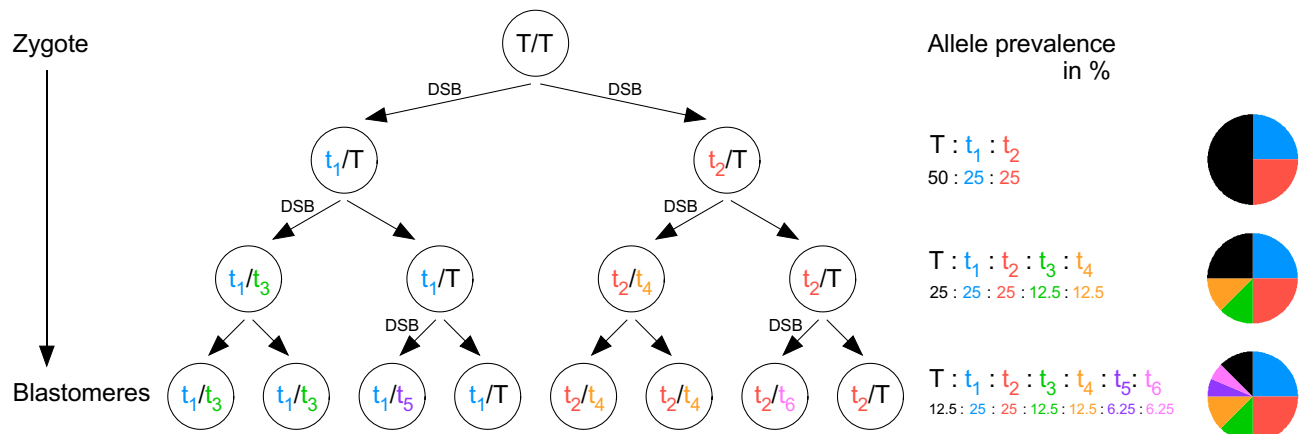 Zygote
T/T
Allele prevalence
in %
DSB DSB
t1/T t2/T
T : t1 : t2
50 : 25 : 25
DSB DSB
t1/t3 t1/T t2/t4 t2/T
T : t1 : t2 : t3 : t4
25 : 25 : 25 : 12.5 : 12.5
DSB DSB
Blastomeres
t1/t3 t1/t3 t1/t5 t1/T t2/t4 t2/t4 t2/t6 t2/T
T : t1 : t2 : t3 : t4 : t5 : t6
12.5 : 25 : 25 : 12.5 : 12.5 : 6.25 : 6.25